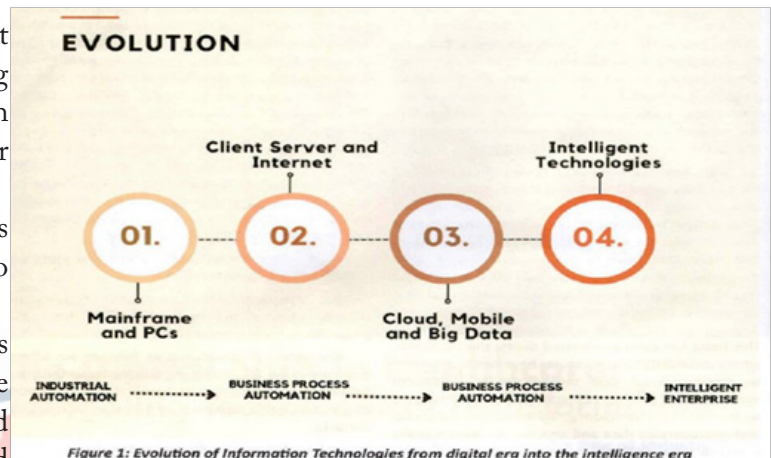 EVOLUTION
Client Server and
Internet
Intelligent
Technologies
01.
02.
03.
04.
Mainframe
and PCs
Cloud, Mobile
and Big Data
INDUSTRIAL
AUTOMATION
BUSINESS PROCESS
AUTOMATION
BUSINESS PROCESS
AUTOMATION
INTELLIGENT
ENTERPRISE
Figure 1: Evolution of Information Technologies from digital era into the intelligence era